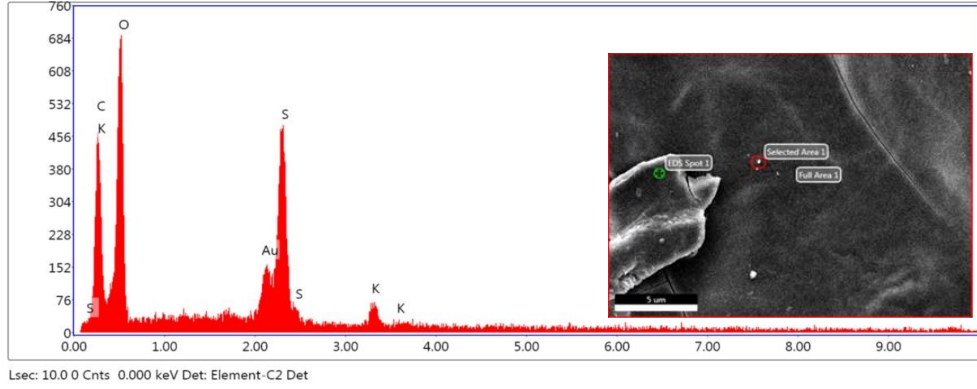 760
684
608
532
456
380
304
228
152
76
0
0.00 1.00 2.00 3.00 4.00 5.00 6.00 7.00 8.00 9.00
S
C
K
O
Au
S
S
K
K
EDS Spot 1
Selected Area 1
Full Area 1
5 um
Lsec: 10.0 0 Cnts 0.000 keV Det: Element-C2 Det